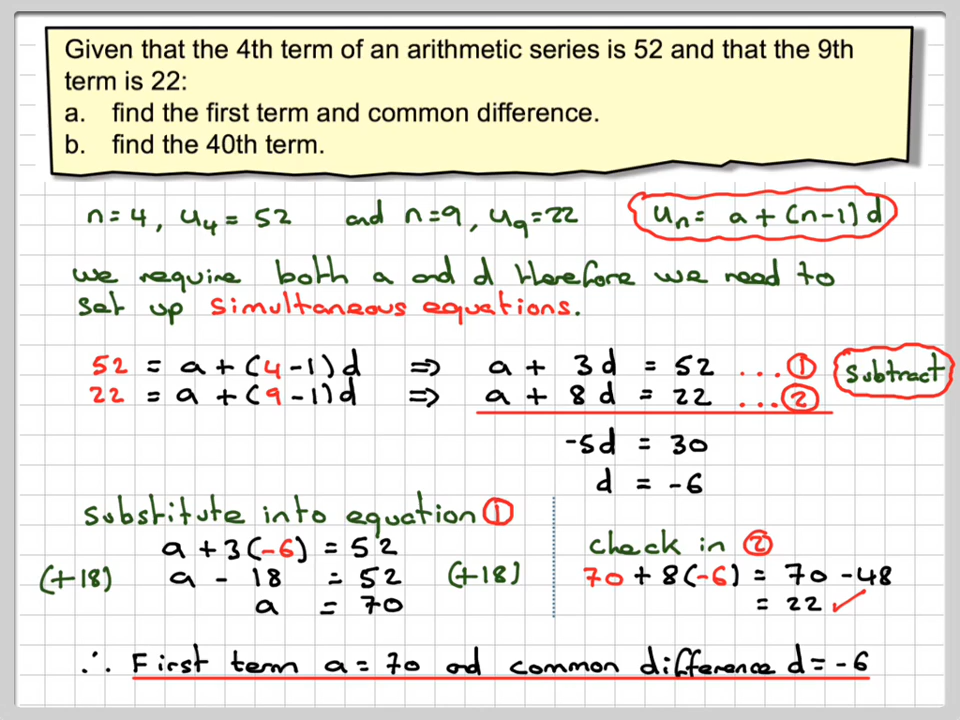 Given that the 4th term of an arithmetic series is 52 and that the 9th
term is 22:
a. find the first term and common difference.
b. find the 40th term.
n=4, u₄ = 52 and n=9, u₉=22 uₙ = a + (n-1)d
We require both a and d therefore we need to
set up simultaneous equations.
52 = a + (4-1)d ⇒ a + 3d = 52 ...①
22 = a + (9-1)d ⇒ a + 8d = 22 ...②
subtract
-5d = 30
d = -6
substitute into equation ①
a + 3(-6) = 52
(+18) a - 18 = 52 (+18)
a = 70
check in ②
70 + 8(-6) = 70 - 48
= 22 ✓
∴ First term a = 70 and common difference d = -6